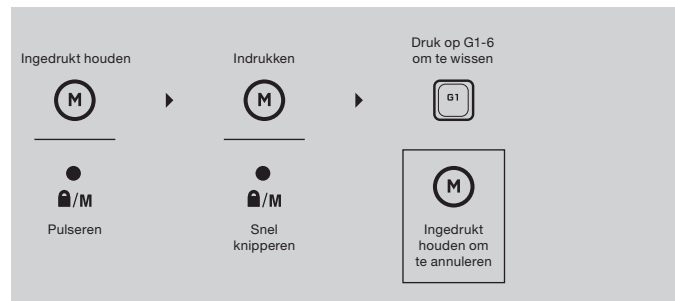 Ingedrukt houden
M
Pulseren
/M
Indrukken
M
/M
Snel
knipperen
Druk op G1-6
om te wissen
G1
M
Ingedrukt
houden om
te annuleren